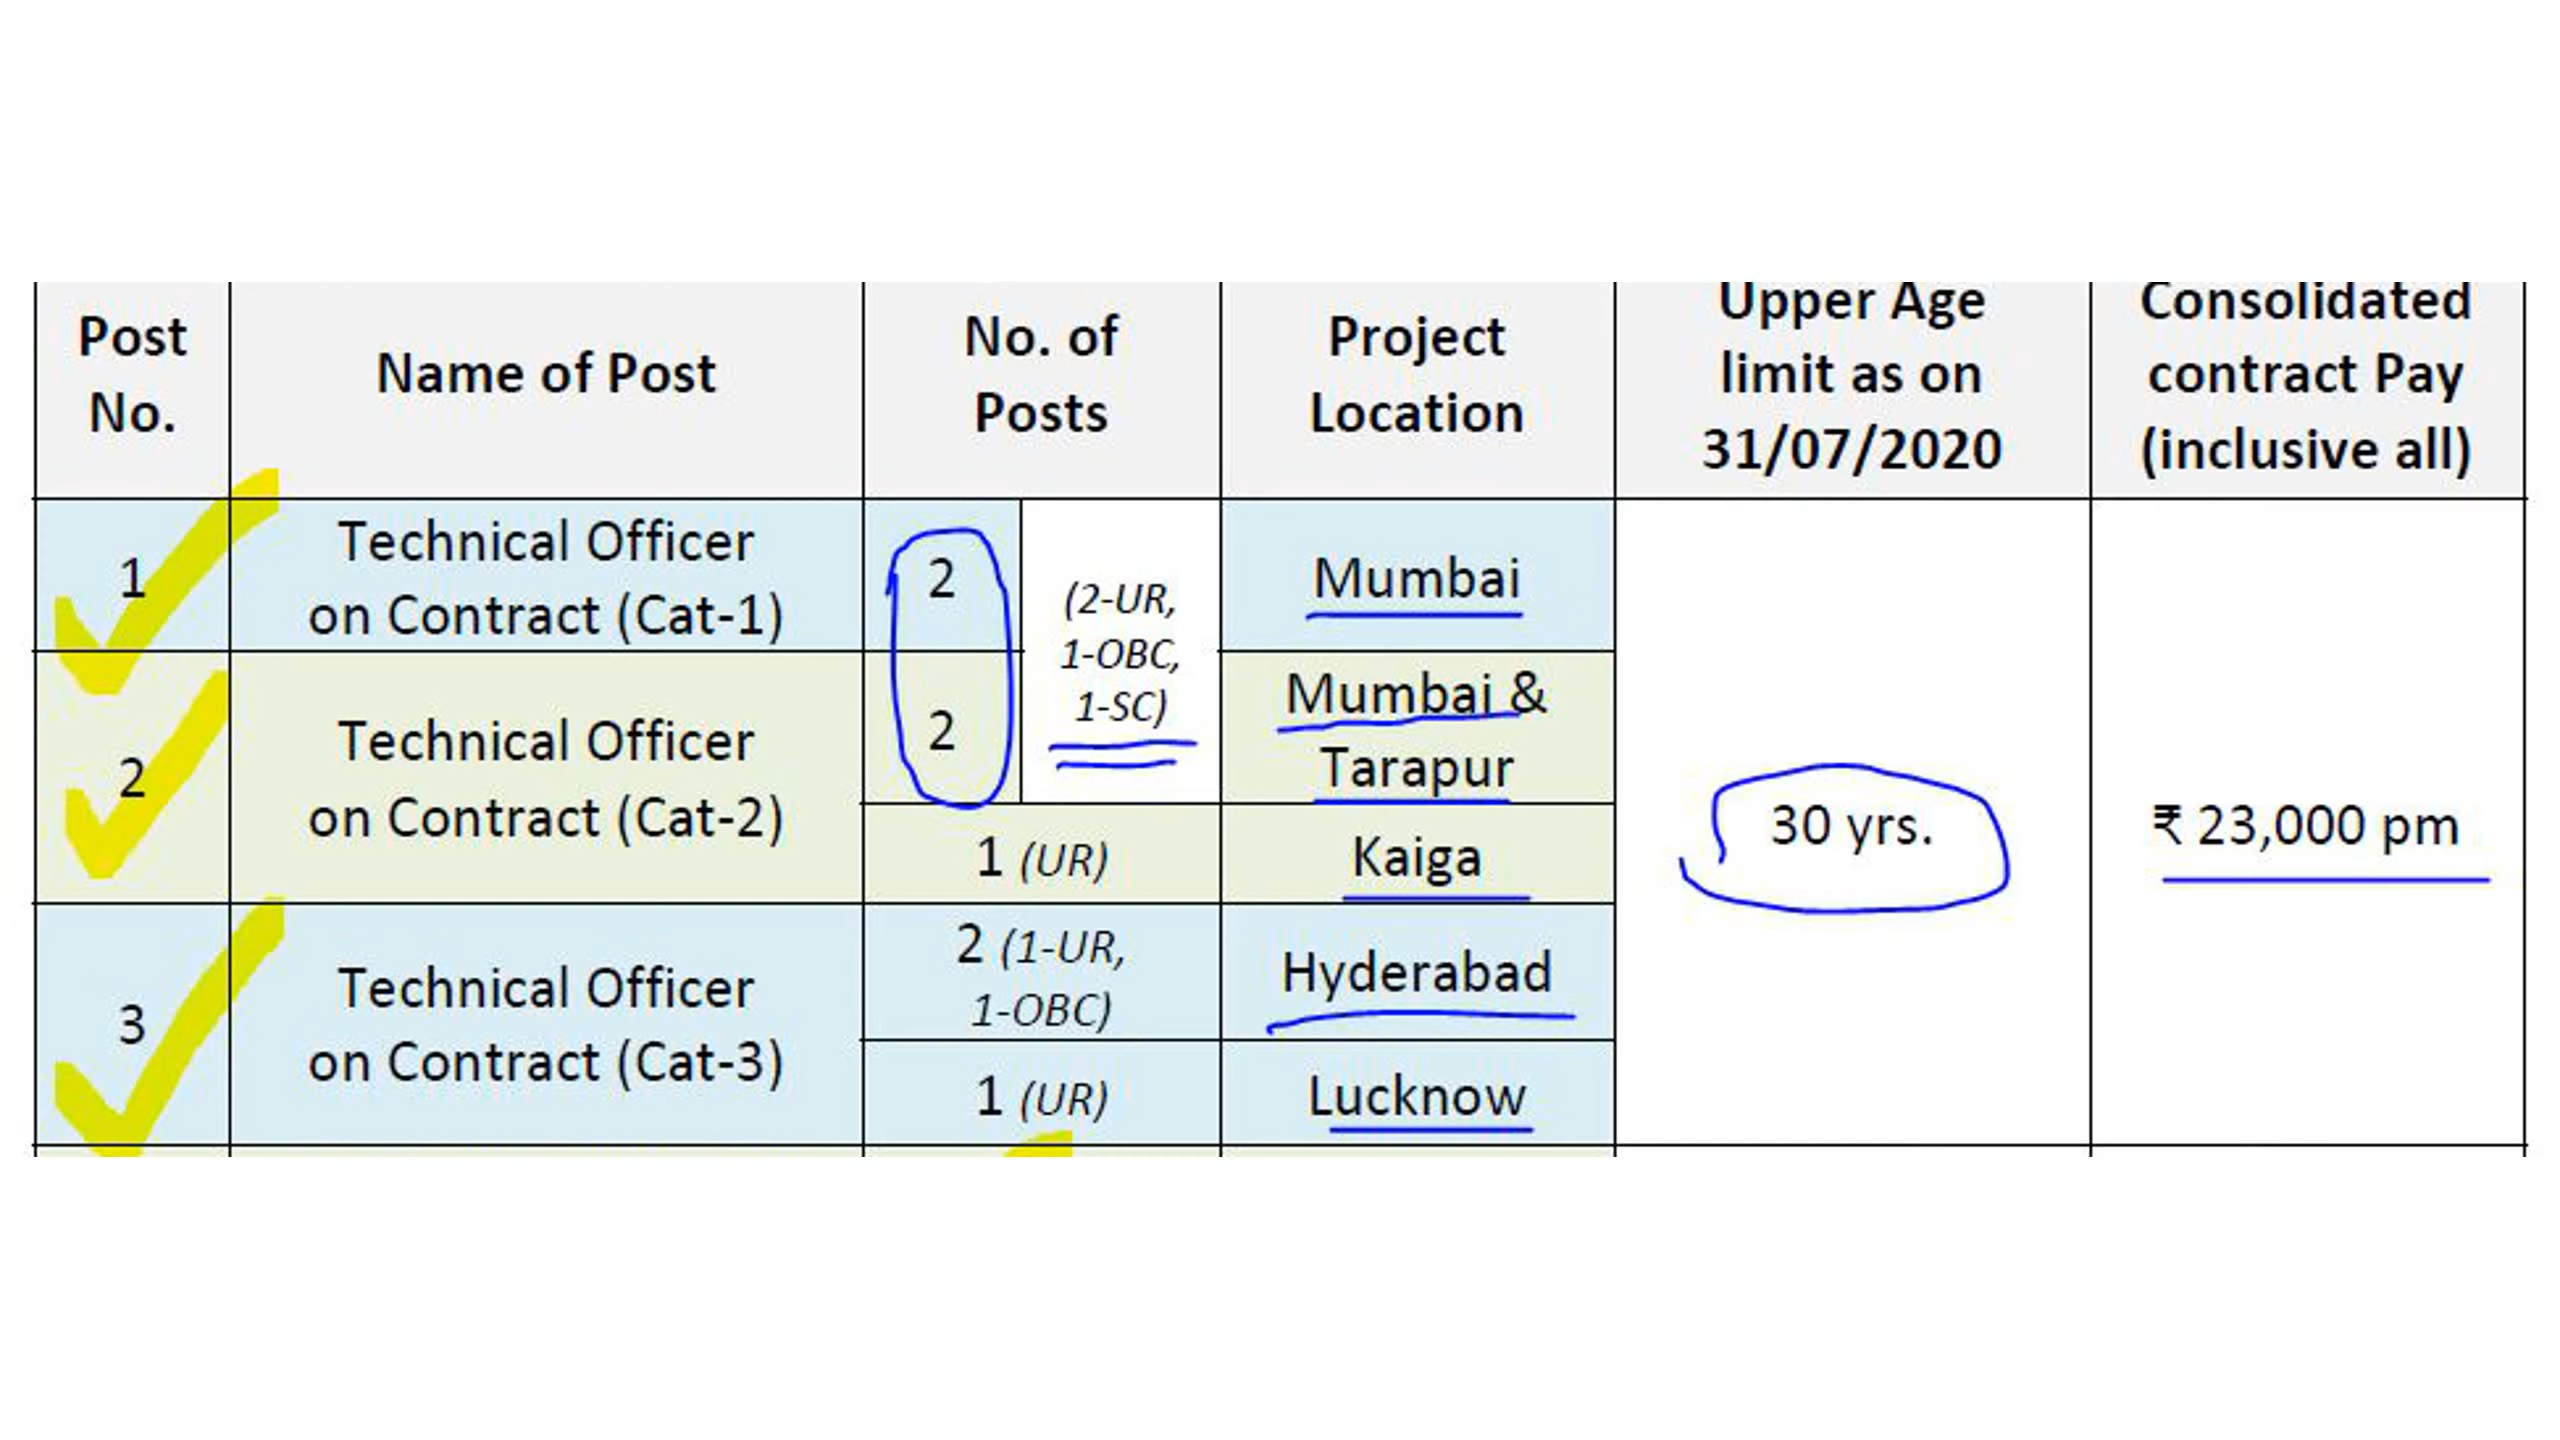 Post
No.
Name of Post
No. of
Posts
Project
Location
Upper Age
limit as on
31/07/2020
Consolidated
contract Pay
(inclusive all)
1
Technical Officer
on Contract (Cat-1)
2
(2-UR,
1-OBC,
1-SC)
Mumbai
2
Technical Officer
on Contract (Cat-2)
2
Mumbai &
Tarapur
1 (UR)
Kaiga
30 yrs.
₹ 23,000 pm
3
Technical Officer
on Contract (Cat-3)
2 (1-UR,
1-OBC)
Hyderabad
1 (UR)
Lucknow